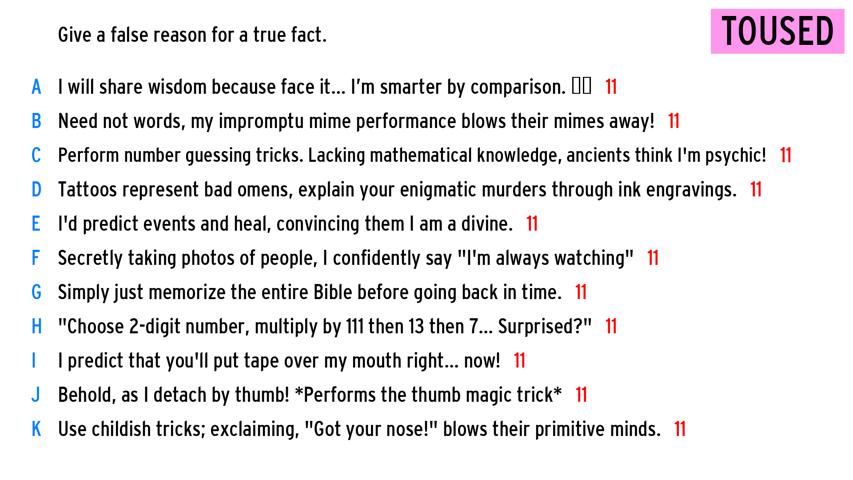 Give a false reason for a true fact.
TOUSED
A I will share wisdom because face it... I'm smarter by comparison. 11
B Need not words, my impromptu mime performance blows their mimes away! 11
C Perform number guessing tricks. Lacking mathematical knowledge, ancients think I'm psychic! 11
D Tattoos represent bad omens, explain your enigmatic murders through ink engravings. 11
E I'd predict events and heal, convincing them I am a divine. 11
F Secretly taking photos of people, I confidently say "I'm always watching" 11
G Simply just memorize the entire Bible before going back in time. 11
H "Choose 2-digit number, multiply by 111 then 13 then 7... Surprised?" 11
I I predict that you'll put tape over my mouth right... now! 11
J Behold, as I detach by thumb! *Performs the thumb magic trick* 11
K Use childish tricks; exclaiming, "Got your nose!" blows their primitive minds. 11